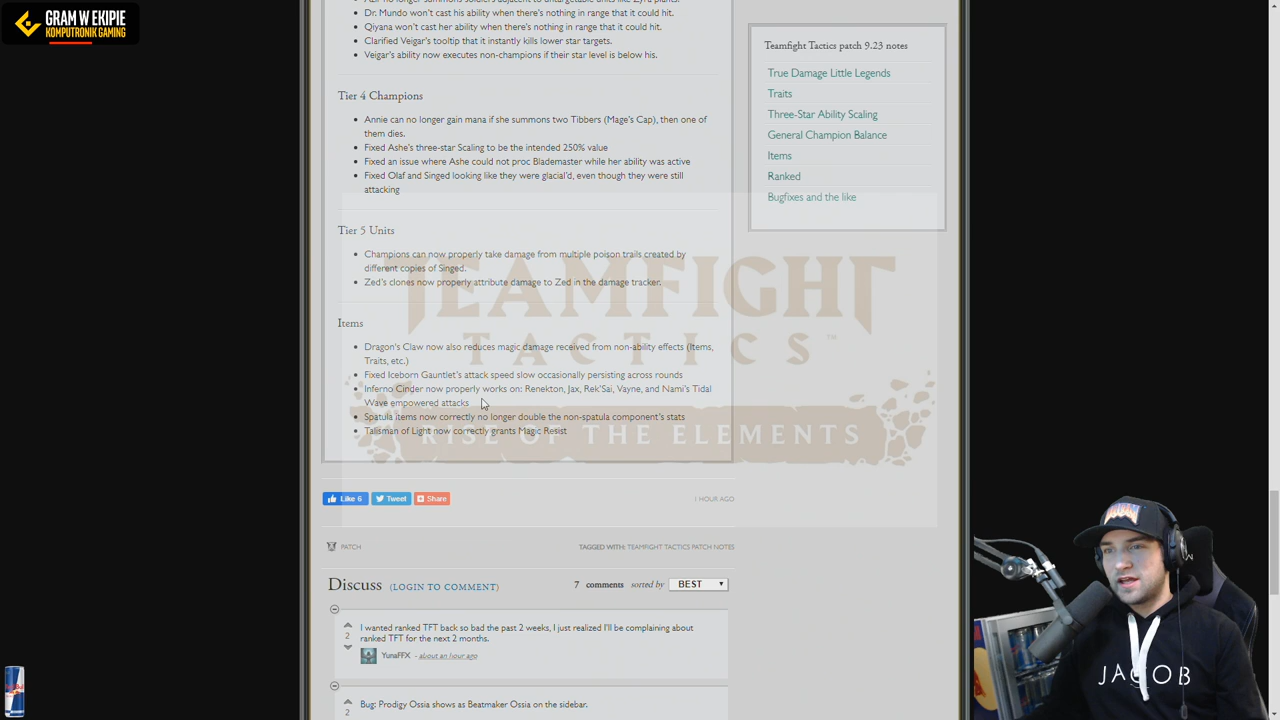 GRAM W EKIPIE
KOMPUTRONIK GAMING
Dr. Mundo won't cast his ability when there's nothing in range that it could hit.
Qiyana won't cast her ability when there's nothing in range that it could hit.
Clarified Veigar's tooltip that it instantly kills lower star targets.
Veigar's ability now executes non-champions if their star level is below his.
Tier 4 Champions
Annie can no longer gain mana if she summons two Tibbers (Mage's Cap), then one of
them dies.
Fixed Ashe's three-star Scaling to be the intended 250% value
Fixed an issue where Ashe could not proc Blademaster while her ability was active
Fixed Olaf and Singed looking like they were glacial'd, even though they were still
attacking
Tier 5 Units
Champions can now properly take damage from multiple poison trails created by
different copies of Singed.
Zed's clones now properly attribute damage to Zed in the damage tracker.
Items
Dragon's Claw now also reduces magic damage received from non-ability effects (Items,
Traits, etc.)
Fixed Iceborn Gauntlet's attack speed slow occasionally persisting across rounds
Inferno Cinder now properly works on: Renekton, Jax, Rek'Sai, Vayne, and Nami's Tidal
Wave empowered attacks
Spatula items now correctly no longer double the non-spatula component's stats
Talisman of Light now correctly grants Magic Resist
TEAMFIGHT
TACTICS™
RISE OF THE ELEMENTS
Like 6 Tweet Share 1 HOUR AGO
PATCH TAGGED WITH: TEAMFIGHT TACTICS PATCH NOTES
Discuss (LOGIN TO COMMENT) 7 comments sorted by BEST
2
I wanted ranked TFT back so bad the past 2 weeks, I just realized I'll be complaining about
ranked TFT for the next 2 months.
YunaFFX - about an hour ago
2
Bug: Prodigy Ossia shows as Beatmaker Ossia on the sidebar.
Teamfight Tactics patch 9.23 notes
True Damage Little Legends
Traits
Three-Star Ability Scaling
General Champion Balance
Items
Ranked
Bugfixes and the like
JACOB